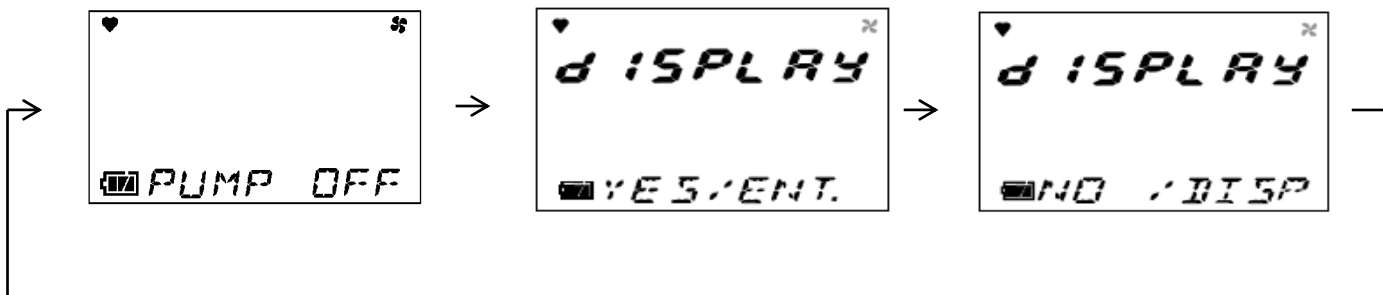 PUMP OFF
dISPLAY
YES/ENT.
dISPLAY
NO /DISP